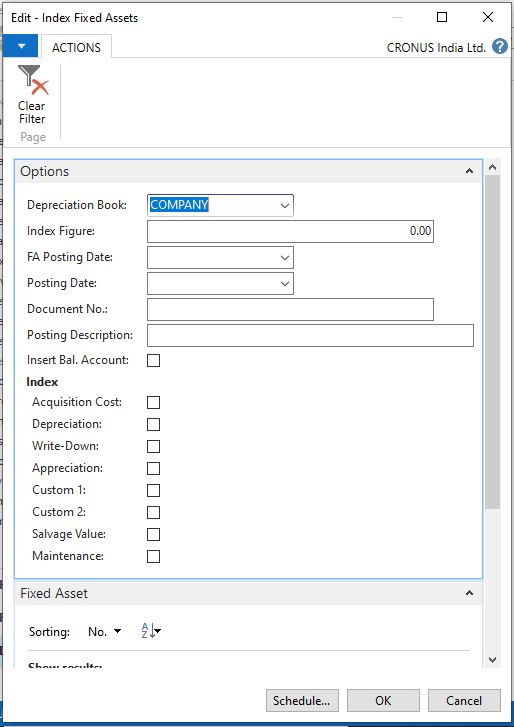 Edit - Index Fixed Assets
ACTIONS
CRONUS India Ltd.
Clear
Filter
Page
Options
Depreciation Book: COMPANY
Index Figure: 0.00
FA Posting Date:
Posting Date:
Document No.:
Posting Description:
Insert Bal. Account:
Index
Acquisition Cost:
Depreciation:
Write-Down:
Appreciation:
Custom 1:
Custom 2:
Salvage Value:
Maintenance:
Fixed Asset
Sorting: No. A Z
Show results:
Schedule... OK Cancel